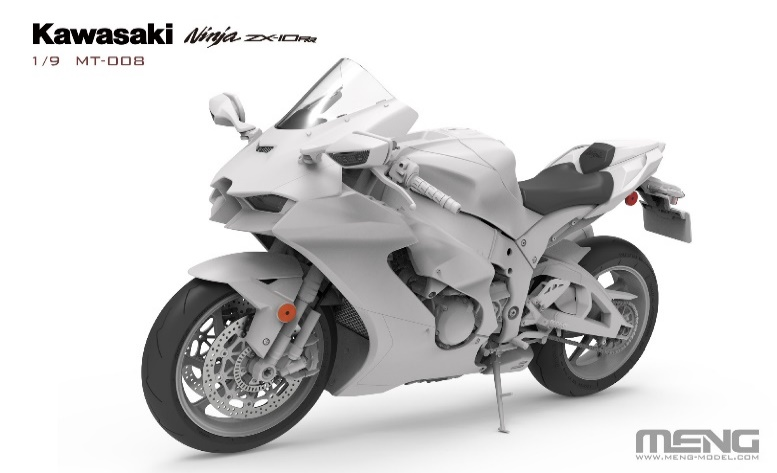 Kawasaki Ninja ZX-10RR
1/9 MT-008
MENG
WWW.MENG-MODEL.COM